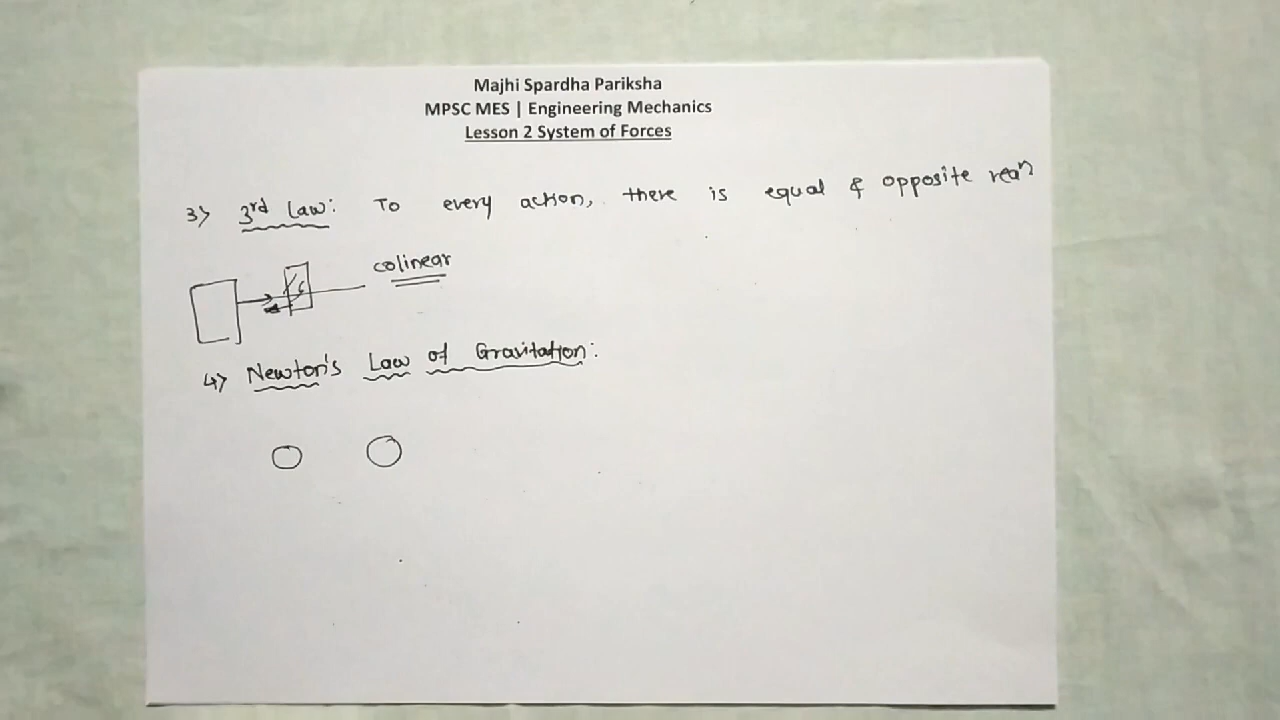 Majhi Spardha Pariksha
MPSC MES | Engineering Mechanics
Lesson 2 System of Forces
3> 3rd Law: To every action, there is equal & opposite reaⁿ
colinear
4> Newton's Law of Gravitation: